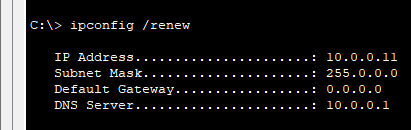 C:\> ipconfig /renew
IP Address......................: 10.0.0.11
Subnet Mask.....................: 255.0.0.0
Default Gateway.................: 0.0.0.0
DNS Server......................: 10.0.0.1